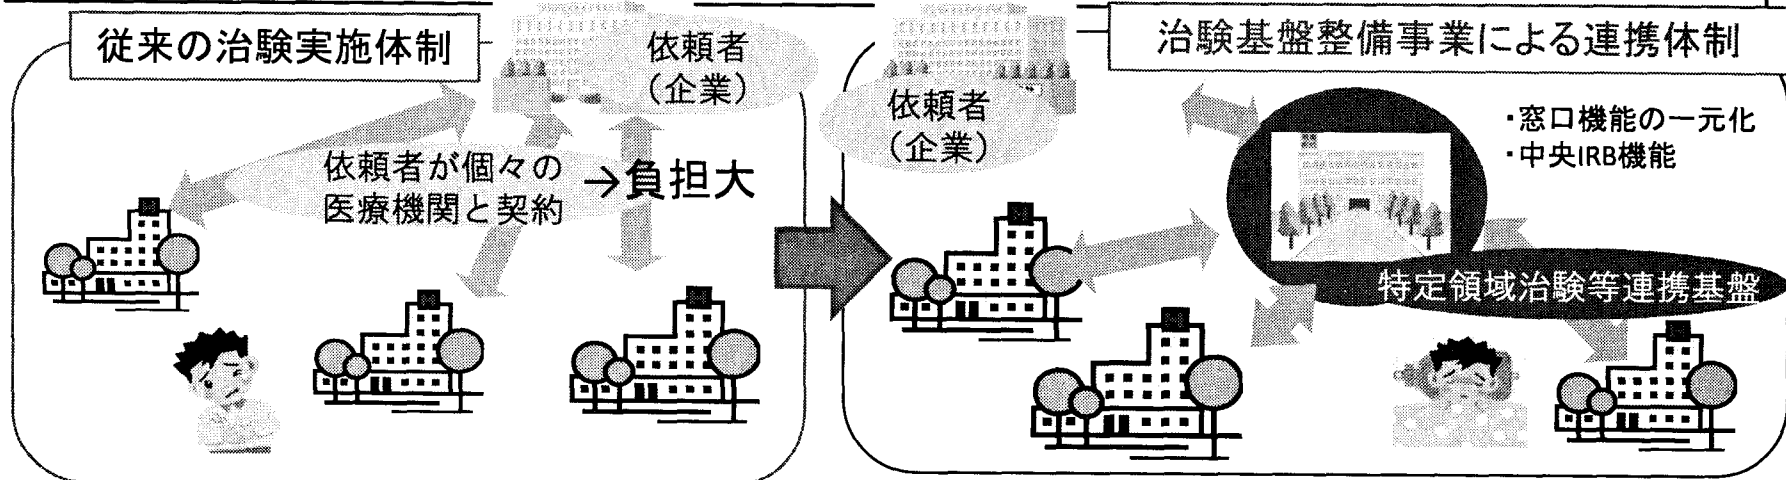 従来の治験実施体制
依頼者
（企業）
依頼者が個々の
医療機関と契約
→負担大
治験基盤整備事業による連携体制
依頼者
（企業）
・窓口機能の一元化
・中央IRB機能
特定領域治験等連携基盤